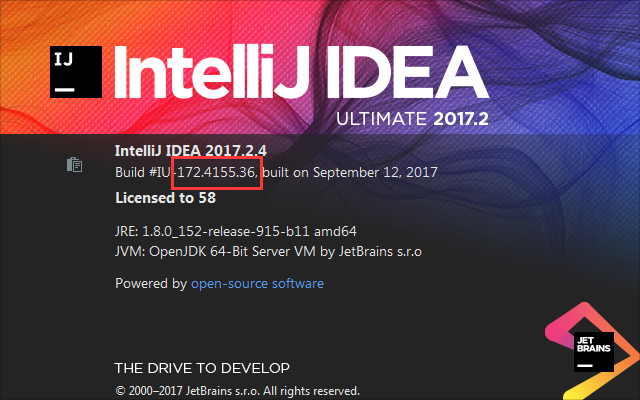 IJ
IntelliJ IDEA
ULTIMATE 2017.2
IntelliJ IDEA 2017.2.4
Build #IU-172.4155.36, built on September 12, 2017
Licensed to 58
JRE: 1.8.0_152-release-915-b11 amd64
JVM: OpenJDK 64-Bit Server VM by JetBrains s.r.o
Powered by open-source software
JET
BRAINS
THE DRIVE TO DEVELOP
© 2000–2017 JetBrains s.r.o. All rights reserved.